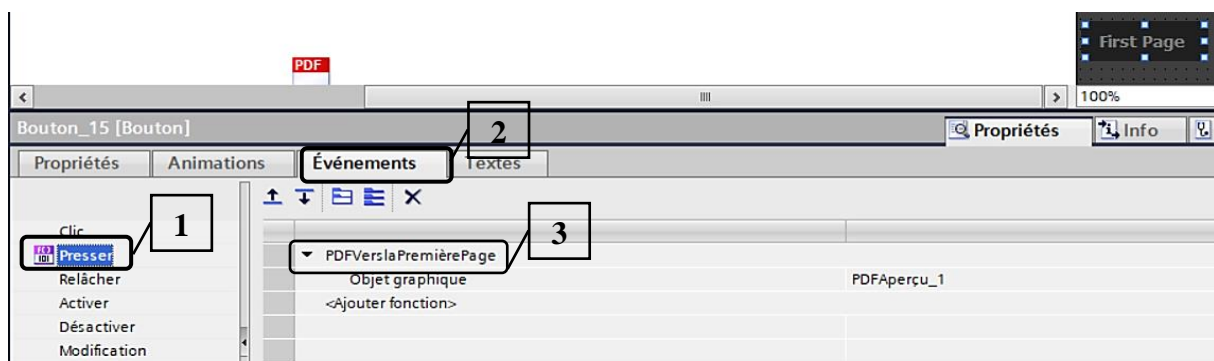 First Page
PDF
100%
Bouton_15 [Bouton]
2
Propriétés
Info
Propriétés
Animations
Événements
Textes
1
3
Clic
Presser
PDFVerslaPremièrePage
Relâcher
Objet graphique
PDFAperçu_1
Activer
<Ajouter fonction>
Désactiver
Modification